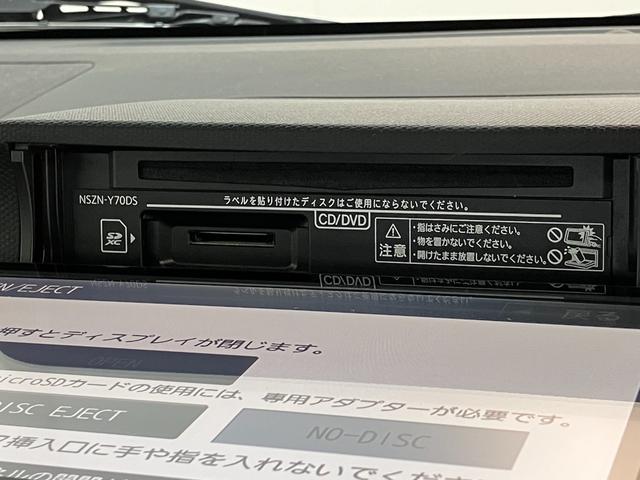 NSZN-Y70DS
ラベルを貼り付けたディスクはご使用にならないでください。
CD/DVD
SD
XC
注意
・指はさみにご注意ください。
・物を置かないでください。
・開けたまま放置しないでください。
N/EJECT
戻る
押すとディスプレイが閉じます。
OPEN
microSDカードの使用には、専用アダプターが必要です。
DISC EJECT
NO-DISC
挿入口に手や指を入れないでく